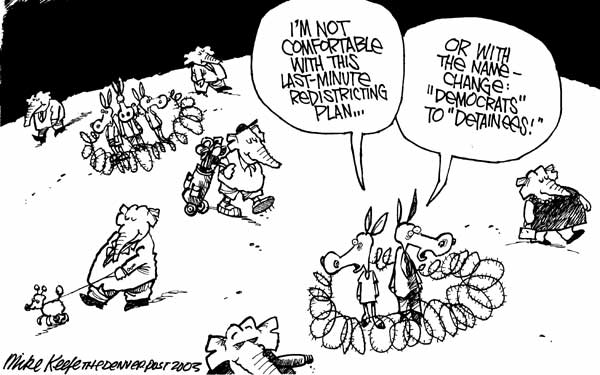 I'M NOT
COMFORTABLE
WITH THIS
LAST-MINUTE
REDISTRICTING
PLAN...
OR WITH
THE NAME-
CHANGE:
"DEMOCRATS"
TO "DETAINEES!"
Mike Keefe THE DENVER POST 2003